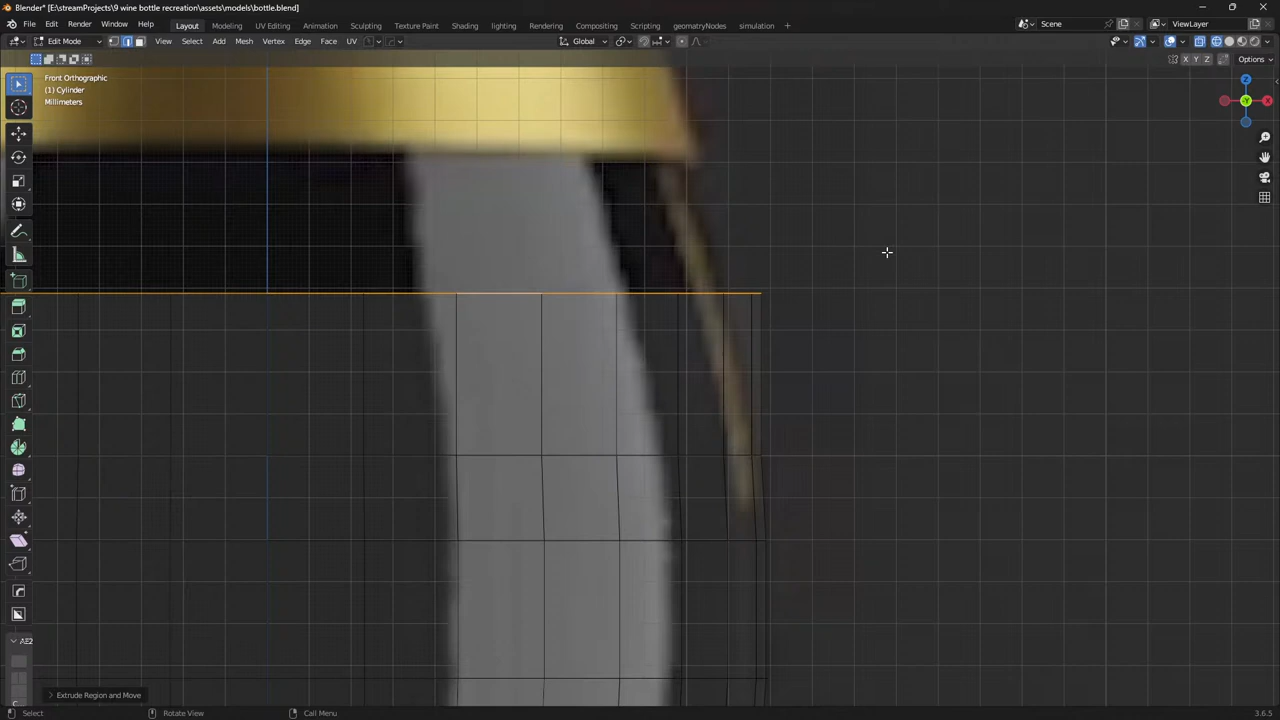 Blender* [E:\streamProjects\9 wine bottle recreation\assets\models\bottle.blend]
File Edit Render Window Help Layout Modeling Sculpting UV Editing Texture Paint Shading Animation Rendering Compositing Scripting geometryNodes simulation + Scene ViewLayer
Edit Mode View Select Add Mesh Vertex Edge Face UV Global
X Y Z Options
Front Orthographic
(1) Cylinder
Millimeters
Z
Y
X
Extrude Region and Move
Select Rotate View Call Menu 3.6.5